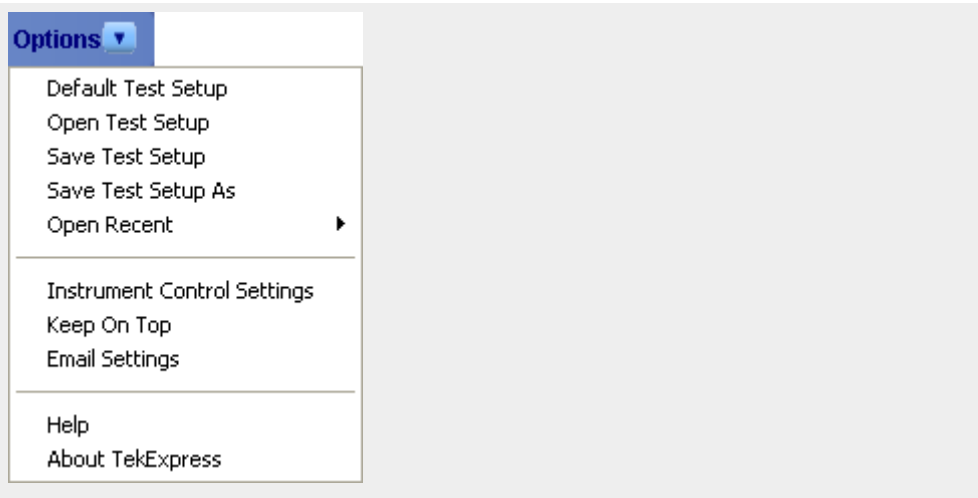 Options
Default Test Setup
Open Test Setup
Save Test Setup
Save Test Setup As
Open Recent
Instrument Control Settings
Keep On Top
Email Settings
Help
About TekExpress